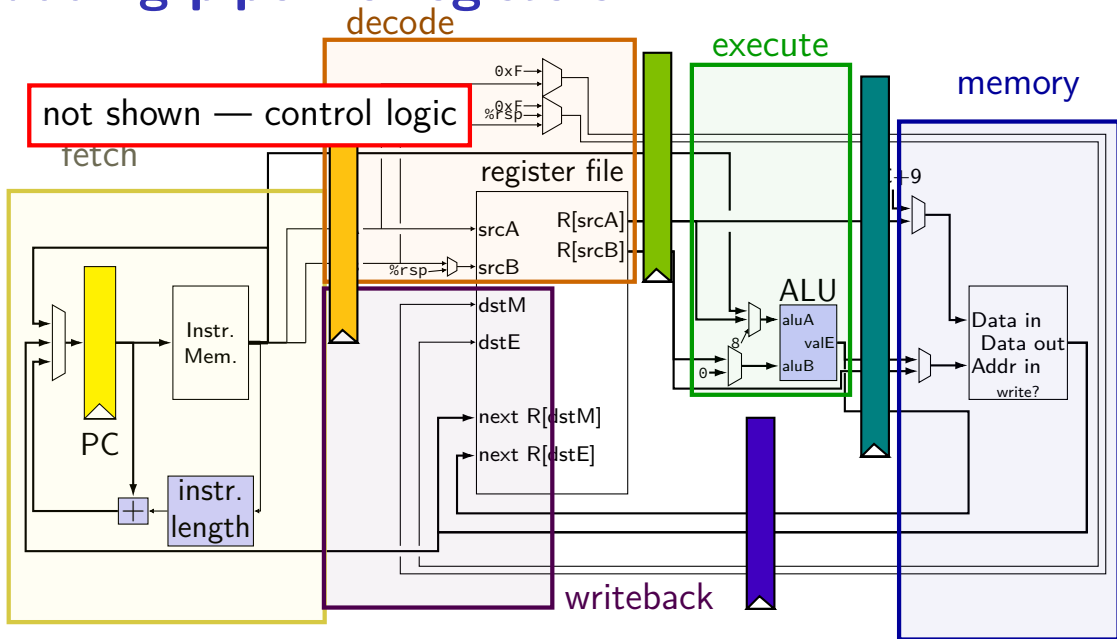 decode
execute
memory
0xF
not shown — control logic
0xF
%rsp
fetch
register file
+9
R[srcA]
srcA
R[srcB]
%rsp
srcB
ALU
dstM
Instr.
Mem.
aluA
Data in
valE
Data out
dstE
8
aluB
Addr in
0
write?
PC
next R[dstM]
next R[dstE]
+
instr.
length
writeback